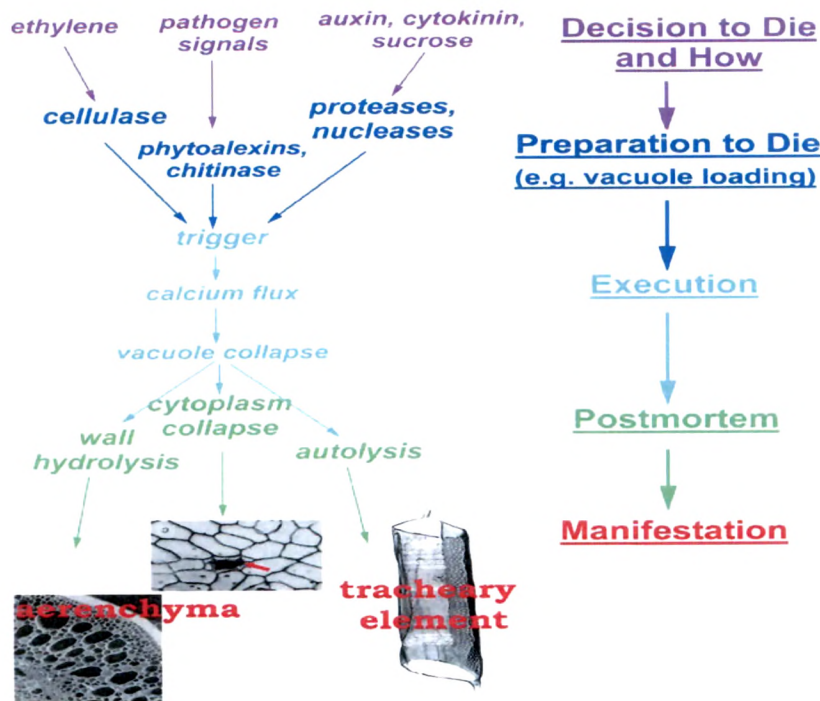 ethylene
pathogen
signals
auxin, cytokinin,
sucrose
cellulase
phytoalexins,
chitinase
proteases,
nucleases
trigger
calcium flux
vacuole collapse
wall
hydrolysis
cytoplasm
collapse
autolysis
aerenchyma
tracheary
element
Decision to Die
and How
Preparation to Die
(e.g. vacuole loading)
Execution
Postmortem
Manifestation